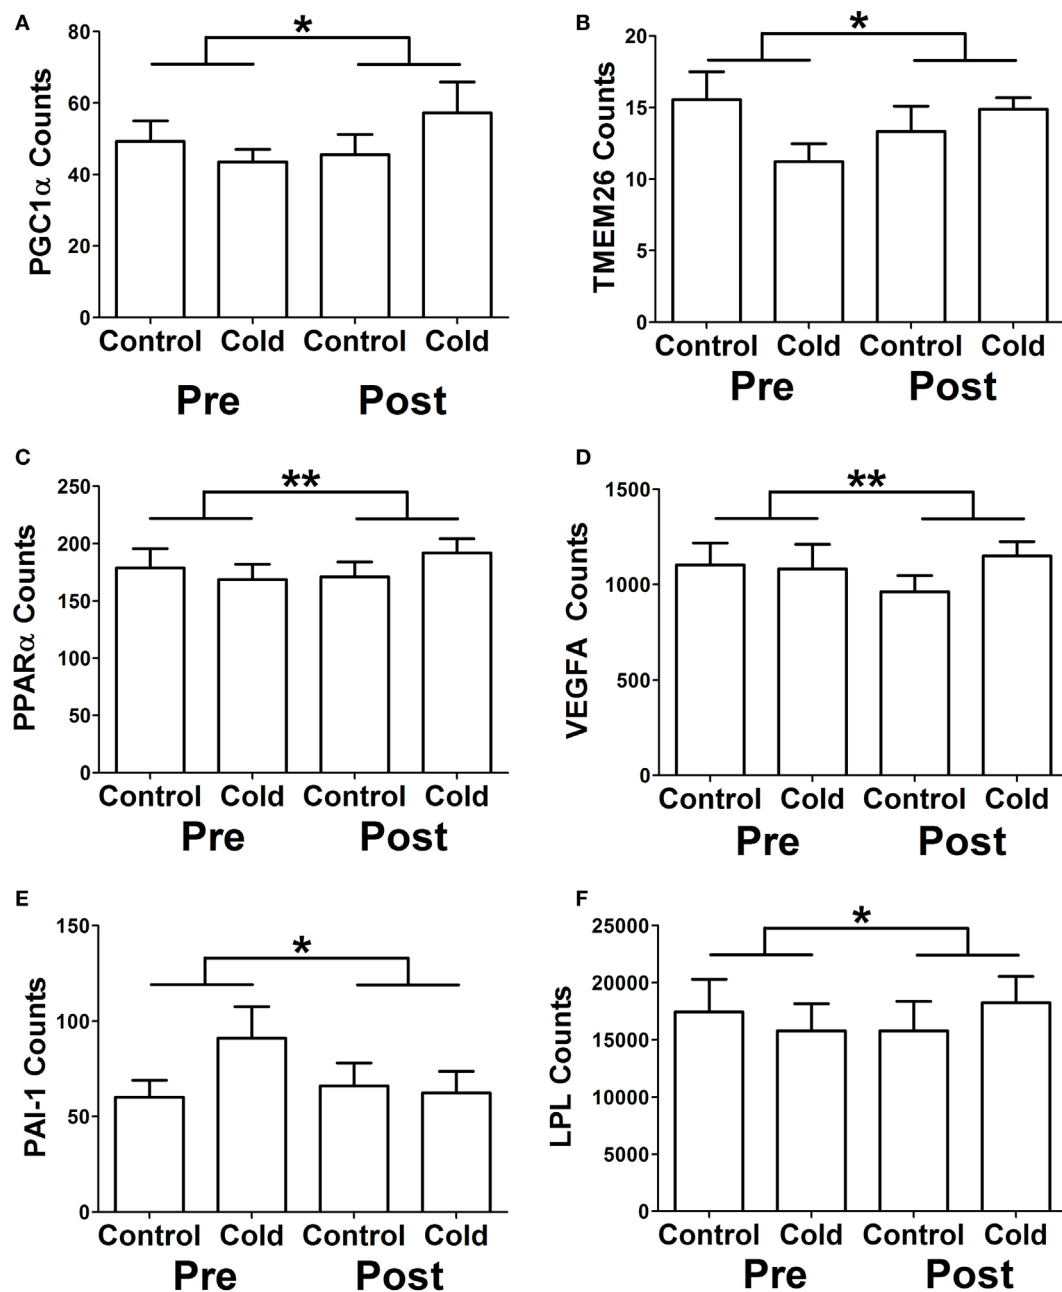 A
PGC1α Counts
80
60
40
20
0
*
Control Cold Control Cold
Pre Post
B
TMEM26 Counts
20
15
10
5
0
*
Control Cold Control Cold
Pre Post
C
PPARα Counts
250
200
150
100
50
0
**
Control Cold Control Cold
Pre Post
D
VEGFA Counts
1500
1000
500
0
**
Control Cold Control Cold
Pre Post
E
PAI-1 Counts
150
100
50
0
*
Control Cold Control Cold
Pre Post
F
LPL Counts
25000
20000
15000
10000
5000
0
*
Control Cold Control Cold
Pre Post